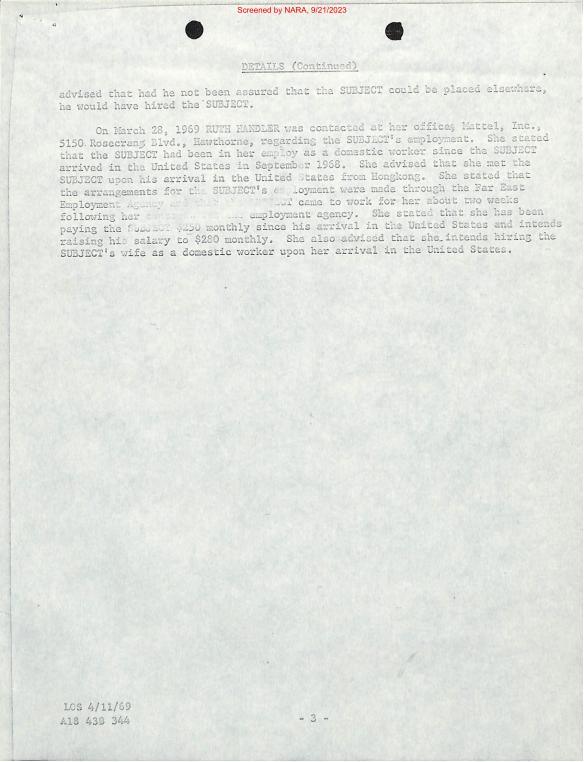 Screened by NARA, 9/21/2023
DETAILS (Continued)
advised that had he not been assured that the SUBJECT could be placed elsewhere,
he would have hired the SUBJECT.
On March 28, 1969 RUTH HANDLER was contacted at her office, Mattel, Inc.,
5150 Rosecrans Blvd., Hawthorne, regarding the SUBJECT's employment. She stated
that the SUBJECT had been in her employ as a domestic worker since the SUBJECT
arrived in the United States in September 1968. She advised that she met the
SUBJECT upon his arrival in the United States from Hongkong. She stated that
the arrangements for the SUBJECT's employment were made through the Far East
Employment Agency came to work for her about two weeks
following her employment agency. She stated that she has been
paying the SUBJECT $250 monthly since his arrival in the United States and intends
raising his salary to $280 monthly. She also advised that she intends hiring the
SUBJECT's wife as a domestic worker upon her arrival in the United States.
LOS 4/11/69
A18 438 344
- 3 -